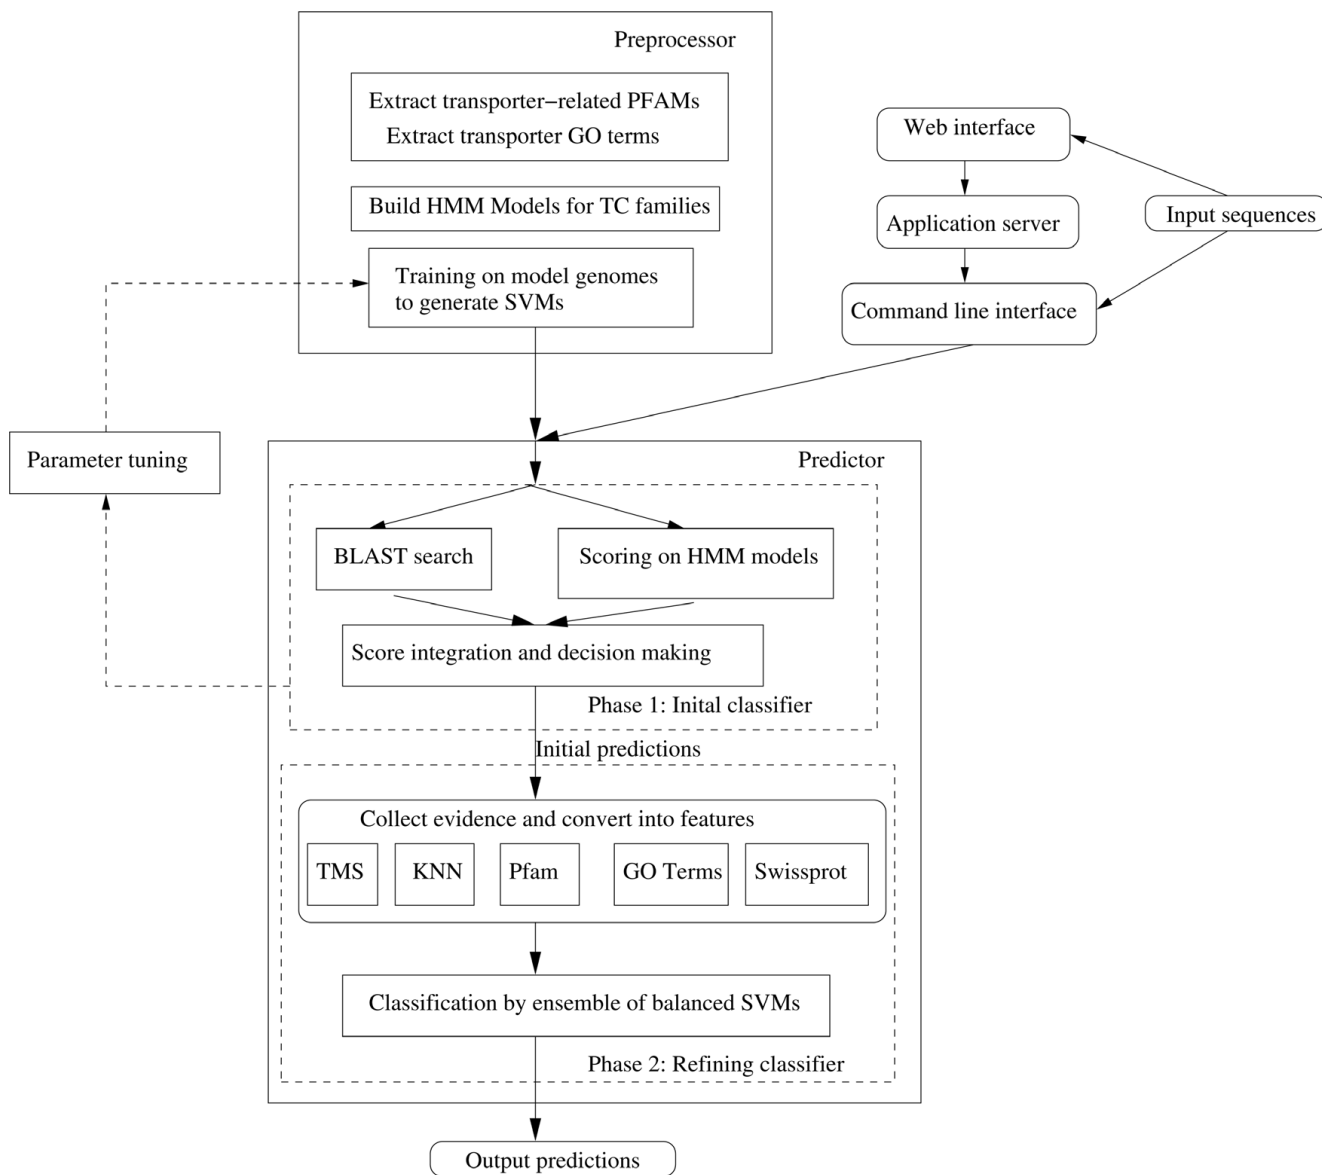 Preprocessor
Extract transporter−related PFAMs
Extract transporter GO terms
Build HMM Models for TC families
Training on model genomes
to generate SVMs
Web interface
Application server
Input sequences
Command line interface
Parameter tuning
Predictor
BLAST search
Scoring on HMM models
Score integration and decision making
Phase 1: Inital classifier
Initial predictions
Collect evidence and convert into features
TMS
KNN
Pfam
GO Terms
Swissprot
Classification by ensemble of balanced SVMs
Phase 2: Refining classifier
Output predictions